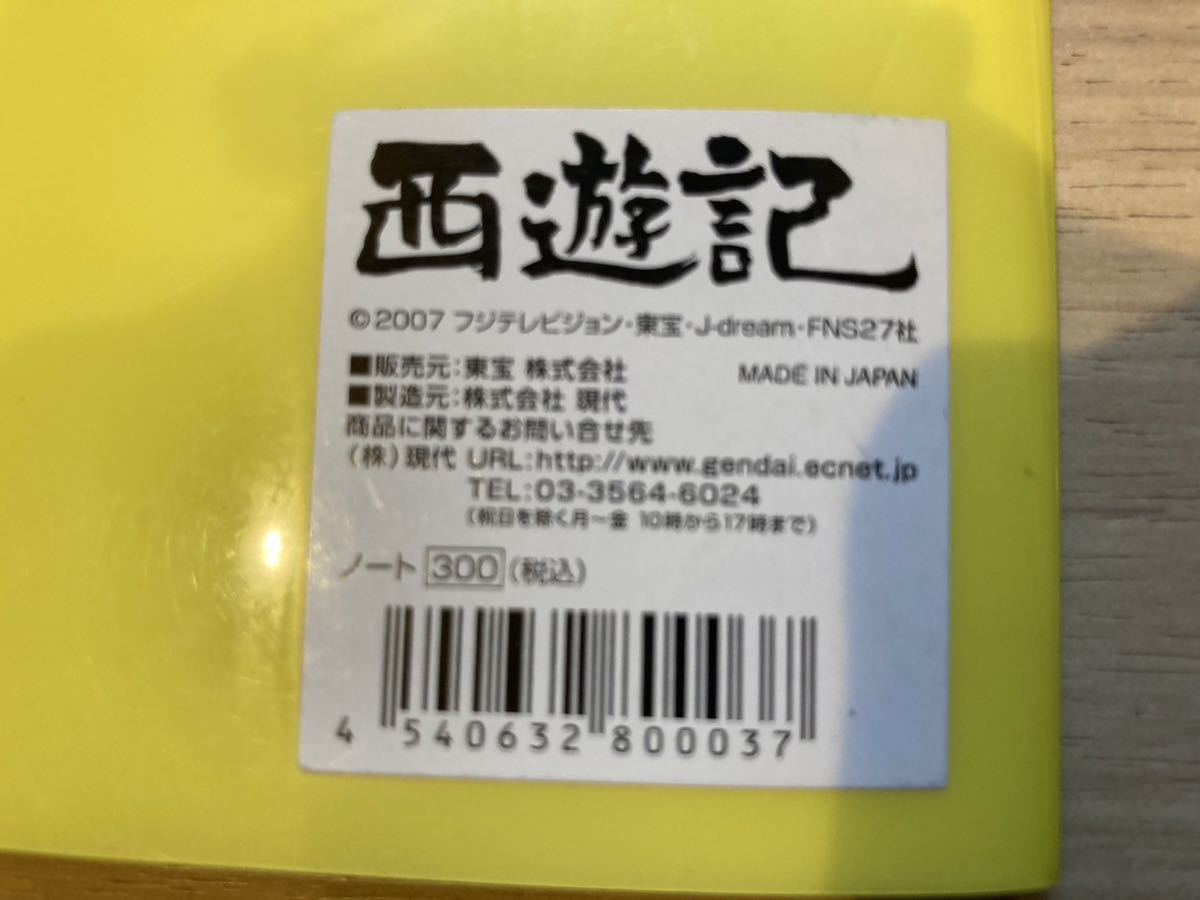 西遊記
©2007 フジテレビジョン・東宝・J-dream・FNS27社
■販売元:東宝 株式会社 MADE IN JAPAN
■製造元:株式会社 現代
商品に関するお問い合せ先
(株)現代 URL:http://www.gendai.ecnet.jp
TEL:03-3564-6024
(祝日を除く月~金 10時から17時まで)
ノート 300 (税込)
4 540632 800037